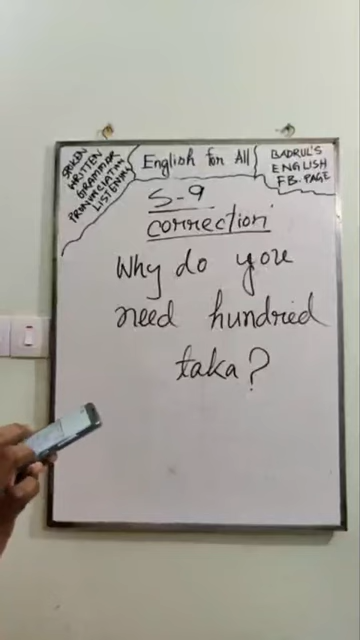 SPOKEN
WRITTEN
GRAMMAR
PRONUNCIATION
LISTENING
English for All
BADRUL'S
ENGLISH
FB. PAGE
S-9
correction
Why do you
need hundred
taka?